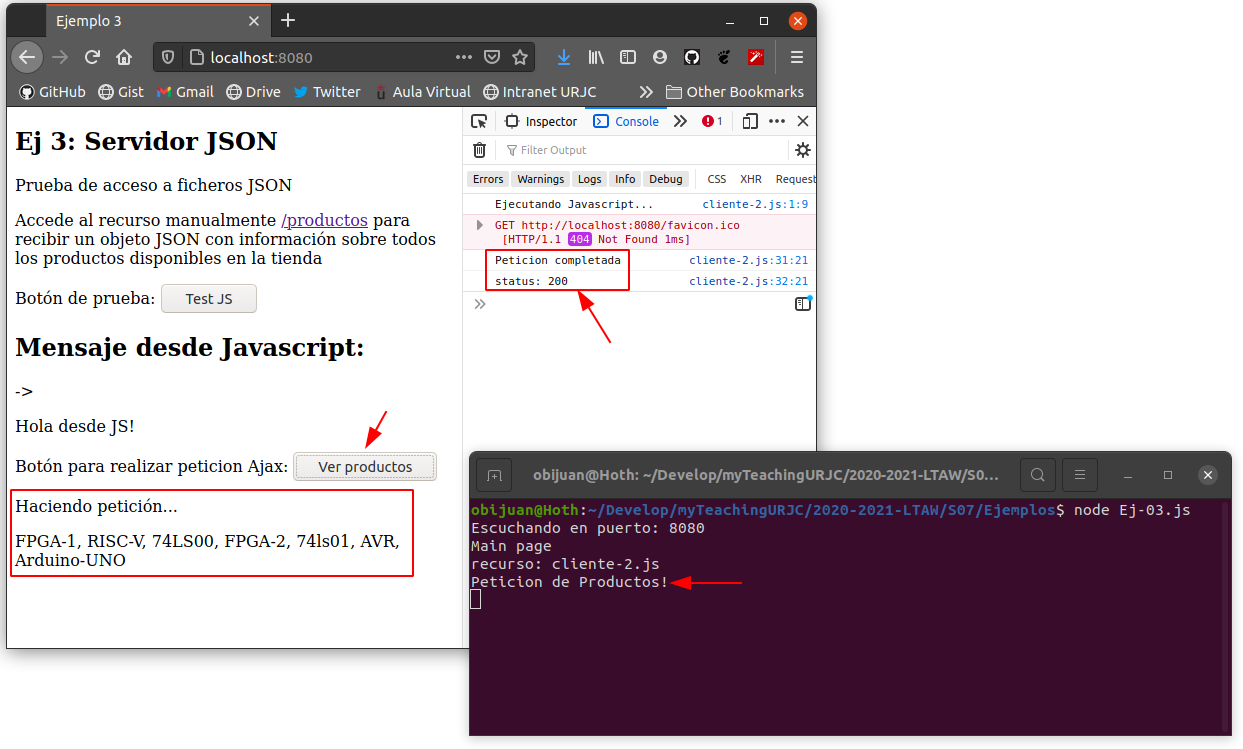 Ejemplo 3
localhost:8080
GitHub Gist Gmail Drive Twitter Aula Virtual Intranet URJC Other Bookmarks
Ej 3: Servidor JSON
Prueba de acceso a ficheros JSON
Accede al recurso manualmente /productos para
recibir un objeto JSON con información sobre todos
los productos disponibles en la tienda
Botón de prueba: Test JS
Mensaje desde Javascript:
->
Hola desde JS!
Botón para realizar peticion Ajax: Ver productos
Haciendo petición...
FPGA-1, RISC-V, 74LS00, FPGA-2, 74ls01, AVR,
Arduino-UNO
Inspector Console 1
Filter Output
Errors Warnings Logs Info Debug CSS XHR Request
Ejecutando Javascript... cliente-2.js:1:9
GET http://localhost:8080/favicon.ico
[HTTP/1.1 404 Not Found 1ms]
Peticion completada cliente-2.js:31:21
status: 200 cliente-2.js:32:21
obijuan@Hoth: ~/Develop/myTeachingURJC/2020-2021-LTAW/S0...
obijuan@Hoth:~/Develop/myTeachingURJC/2020-2021-LTAW/S07/Ejemplos$ node Ej-03.js
Escuchando en puerto: 8080
Main page
recurso: cliente-2.js
Peticion de Productos!